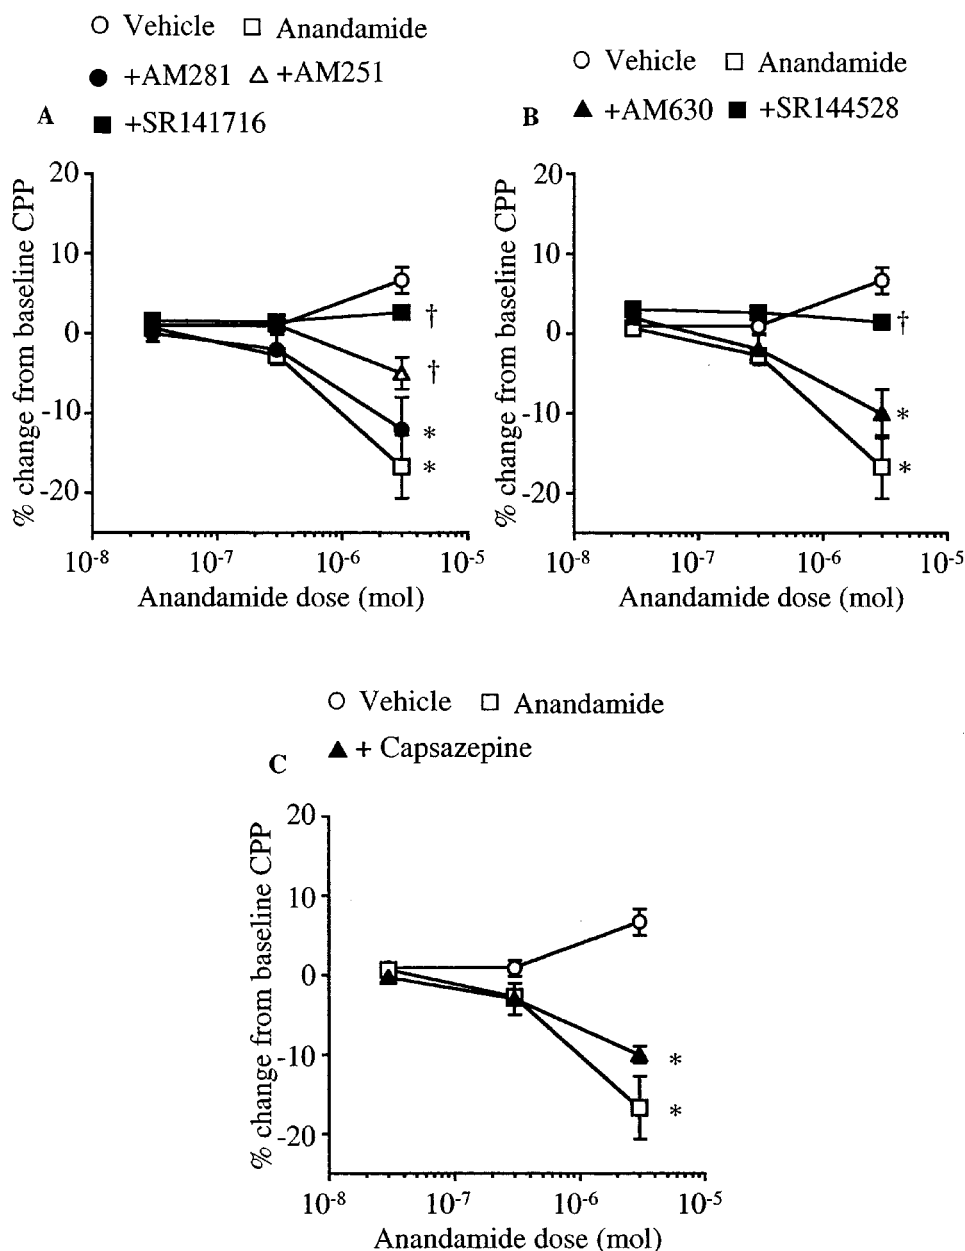 Vehicle Anandamide
+AM281 +AM251
A
+SR141716
20
10
0
-10
-20
% change from baseline CPP
†
†
*
*
10-8 10-7 10-6 10-5
Anandamide dose (mol)
Vehicle Anandamide
B +AM630 +SR144528
20
10
0
-10
-20
% change from baseline CPP
†
*
*
10-8 10-7 10-6 10-5
Anandamide dose (mol)
Vehicle Anandamide
+ Capsazepine
C
20
10
0
-10
-20
% change from baseline CPP
*
*
10-8 10-7 10-6 10-5
Anandamide dose (mol)